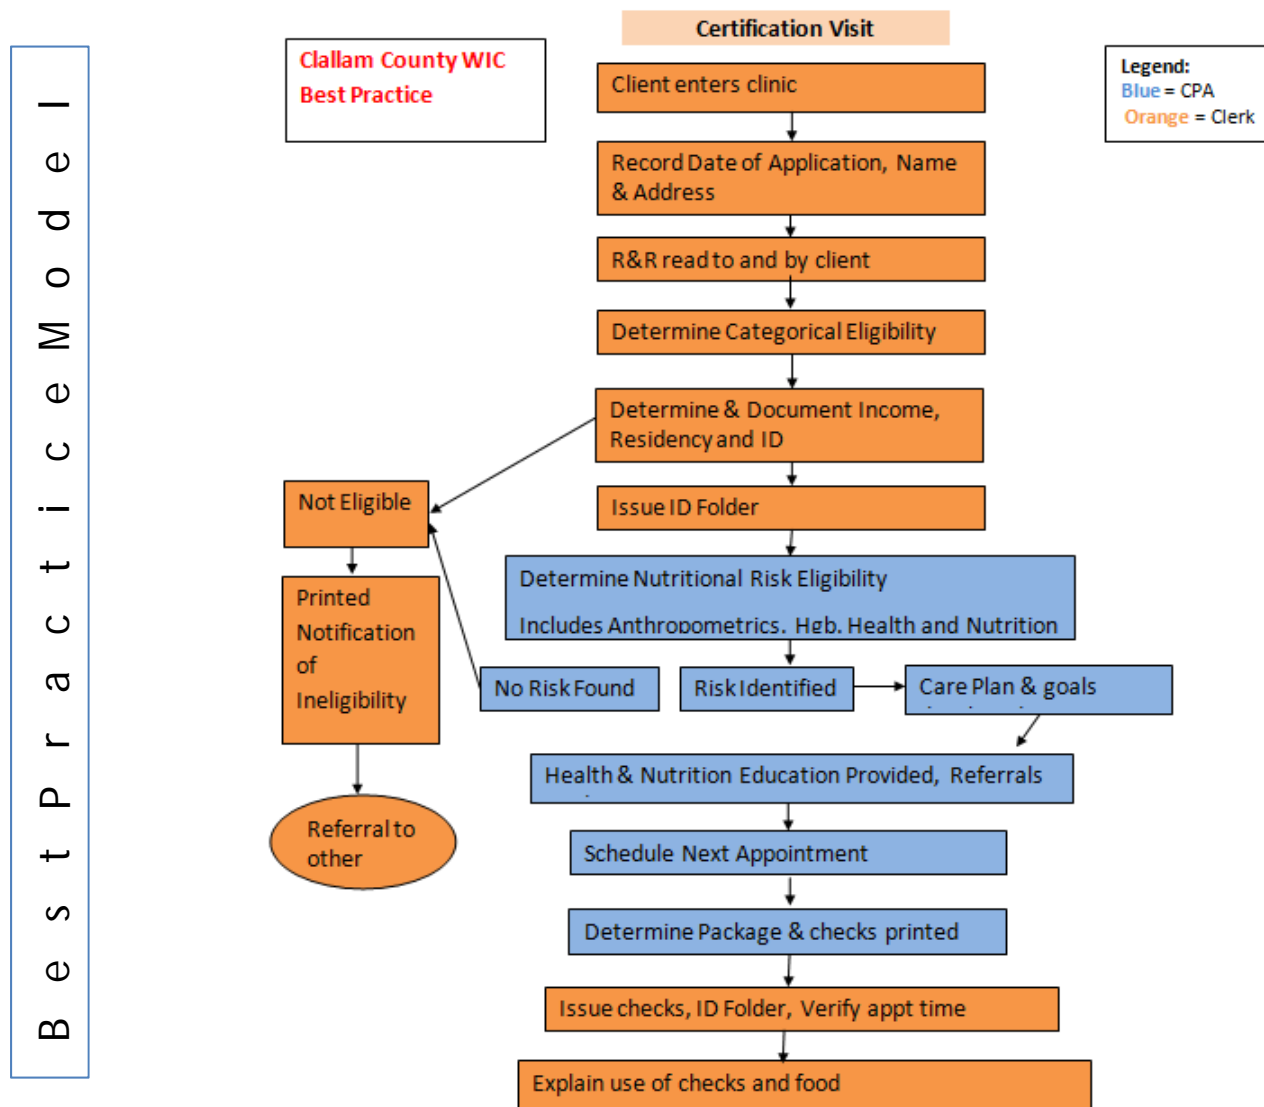 Best Practice Model
Certification Visit
Clallam County WIC
Best Practice
Legend:
Blue = CPA
Orange = Clerk
Client enters clinic
Record Date of Application, Name
& Address
R&R read to and by client
Determine Categorical Eligibility
Determine & Document Income,
Residency and ID
Not Eligible
Issue ID Folder
Determine Nutritional Risk Eligibility
Includes Anthropometrics, Hgb, Health and Nutrition
Printed
Notification
of
Ineligibility
No Risk Found
Risk Identified
Care Plan & goals
Health & Nutrition Education Provided, Referrals
Referral to
other
Schedule Next Appointment
Determine Package & checks printed
Issue checks, ID Folder, Verify appt time
Explain use of checks and food